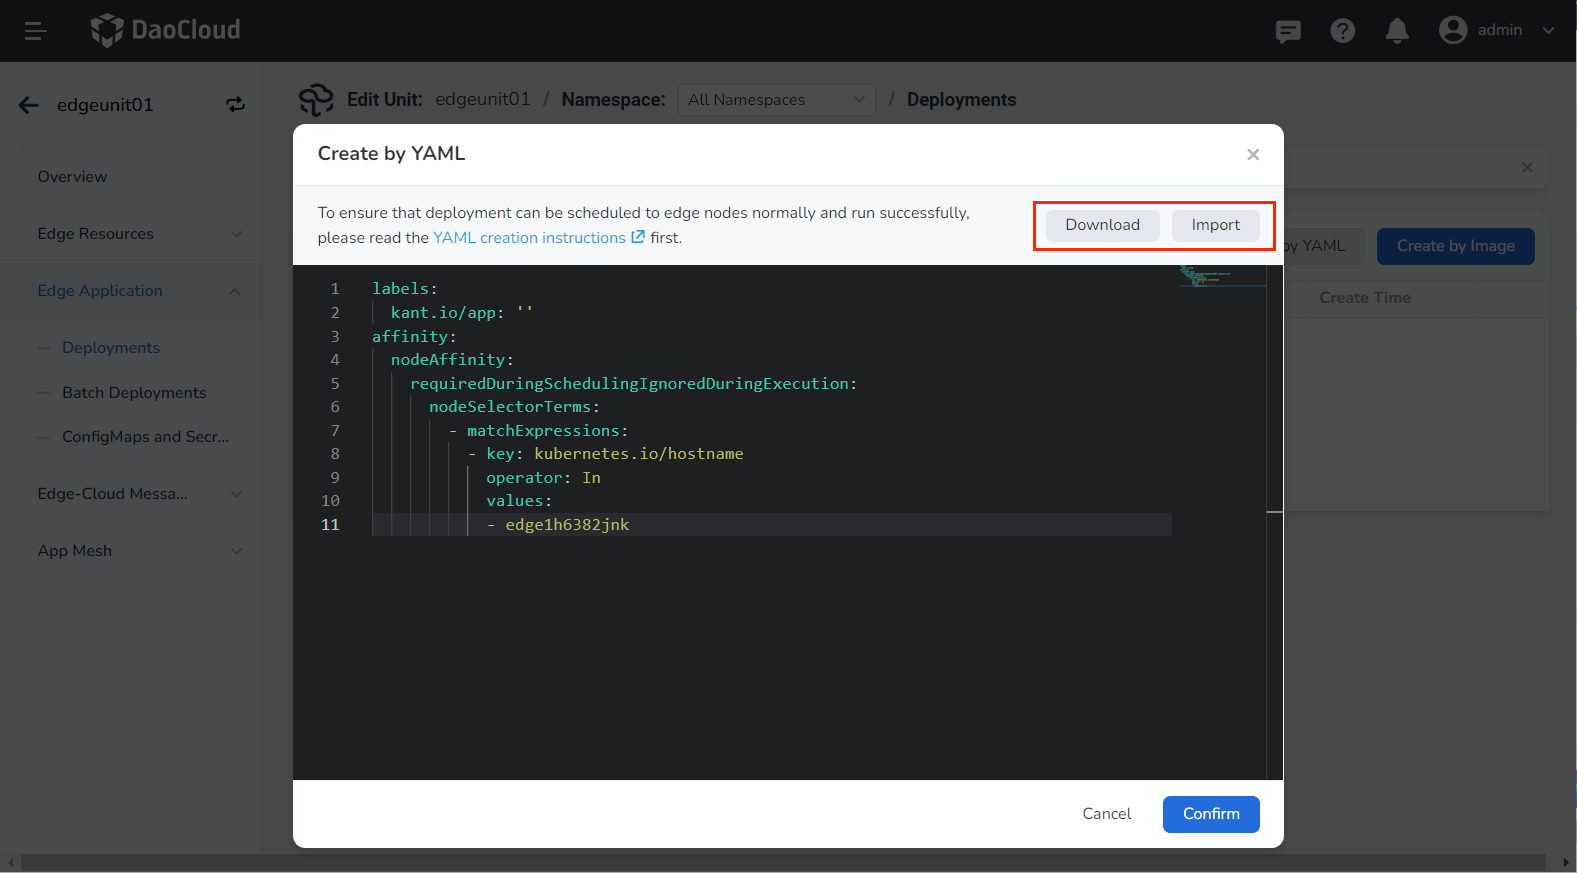 DaoCloud
admin
edgeunit01
Edit Unit: edgeunit01 / Namespace: All Namespaces / Deployments
Overview
Edge Resources
Edge Application
Deployments
Batch Deployments
ConfigMaps and Secr...
Edge-Cloud Messa...
App Mesh
by YAML
Create by Image
Create Time
Create by YAML
To ensure that deployment can be scheduled to edge nodes normally and run successfully,
please read the YAML creation instructions first.
Download
Import
1 labels:
2 kant.io/app: ''
3 affinity:
4 nodeAffinity:
5 requiredDuringSchedulingIgnoredDuringExecution:
6 nodeSelectorTerms:
7 - matchExpressions:
8 - key: kubernetes.io/hostname
9 operator: In
10 values:
11 - edge1h6382jnk
Cancel
Confirm